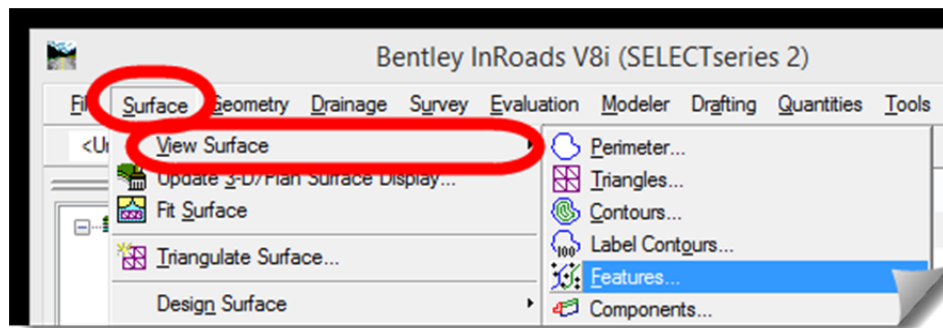 Bentley InRoads V8i (SELECTseries 2)
Surface Geometry Drainage Survey Evaluation Modeler Drafting Quantities Tools
View Surface
Update 3-D/Plan Surface Display...
Fit Surface
Triangulate Surface...
Design Surface
Perimeter...
Triangles...
Contours...
Label Contours...
100
Features...
Components...